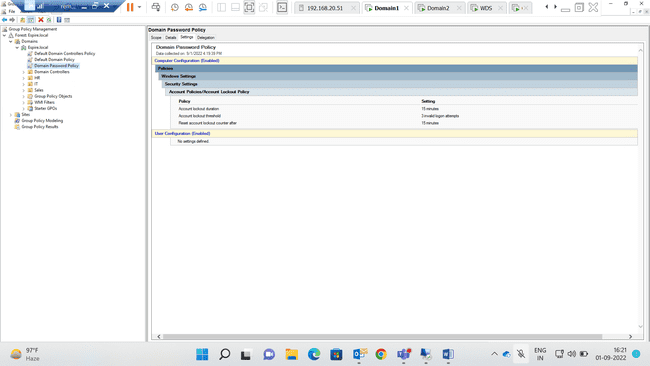 Group Policy Management
192.168.20.51
Domain1
Domain2
WDS
File
Group Policy Management
Forest: Espire.local
Domains
Espire.local
Default Domain Controllers Policy
Default Domain Policy
Domain Password Policy
Domain Controllers
HR
IT
Sales
Group Policy Objects
WMI Filters
Starter GPOs
Sites
Group Policy Modeling
Group Policy Results
Domain Password Policy
Scope Details Settings Delegation
Domain Password Policy
Data collected on: 9/1/2022 4:19:39 PM
Computer Configuration (Enabled)
Policies
Windows Settings
Security Settings
Account Policies/Account Lockout Policy
Policy Setting
Account lockout duration 15 minutes
Account lockout threshold 3 invalid logon attempts
Reset account lockout counter after 15 minutes
User Configuration (Enabled)
No settings defined.
97°F
Haze
ENG
IN
16:21
01-09-2022